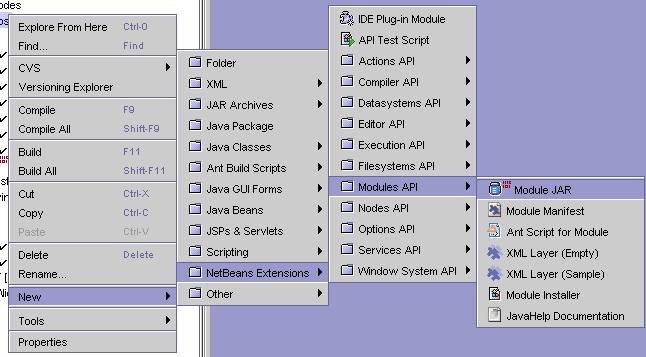 odes
Explore From Here Ctrl-O
Find... Ctrl-F
CVS
Versioning Explorer
Compile F9
Compile All Shift-F9
Build F11
Build All Shift-F11
Cut Ctrl-X
Copy Ctrl-C
Paste Ctrl-V
Delete Delete
Rename...
New
Tools
Properties
Folder
XML
JAR Archives
Java Package
Java Classes
Ant Build Scripts
Java GUI Forms
Java Beans
JSPs & Servlets
Scripting
NetBeans Extensions
Other
IDE Plug-in Module
API Test Script
Actions API
Compiler API
Datasystems API
Editor API
Execution API
Filesystems API
Modules API
Nodes API
Options API
Services API
Window System API
Module JAR
Module Manifest
Ant Script for Module
XML Layer (Empty)
XML Layer (Sample)
Module Installer
JavaHelp Documentation